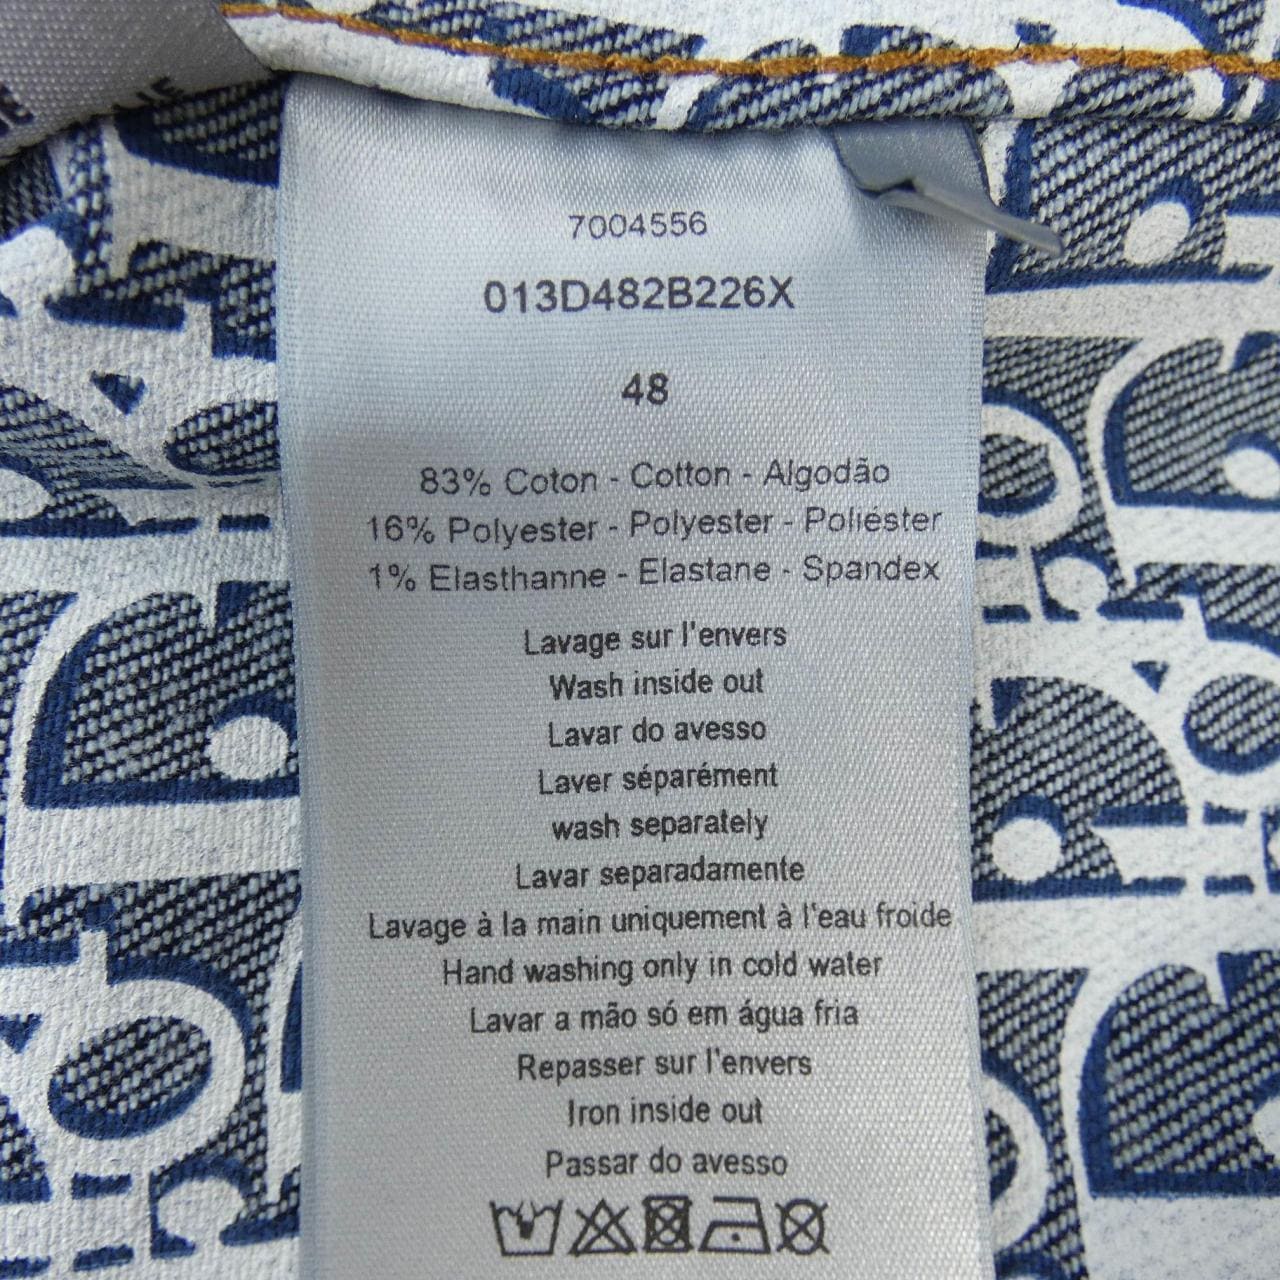 7004556
013D482B226X
48
83% Coton - Cotton - Algodão
16% Polyester - Polyester - Poliéster
1% Elasthanne - Elastane - Spandex
Lavage sur l'envers
Wash inside out
Lavar do avesso
Laver séparément
wash separately
Lavar separadamente
Lavage à la main uniquement à l'eau froide
Hand washing only in cold water
Lavar a mão só em água fria
Repasser sur l'envers
Iron inside out
Passar do avesso